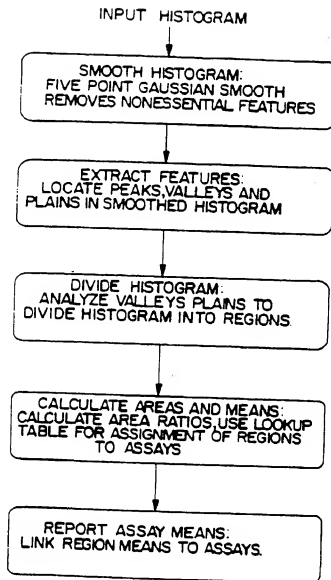 INPUT HISTOGRAM
SMOOTH HISTOGRAM:
FIVE POINT GAUSSIAN SMOOTH
REMOVES NONESSENTIAL FEATURES
EXTRACT FEATURES:
LOCATE PEAKS,VALLEYS AND
PLAINS IN SMOOTHED HISTOGRAM
DIVIDE HISTOGRAM:
ANALYZE VALLEYS PLAINS TO
DIVIDE HISTOGRAM INTO REGIONS.
CALCULATE AREAS AND MEANS:
CALCULATE AREA RATIOS,USE LOOKUP
TABLE FOR ASSIGNMENT OF REGIONS
TO ASSAYS
REPORT ASSAY MEANS:
LINK REGION MEANS TO ASSAYS.